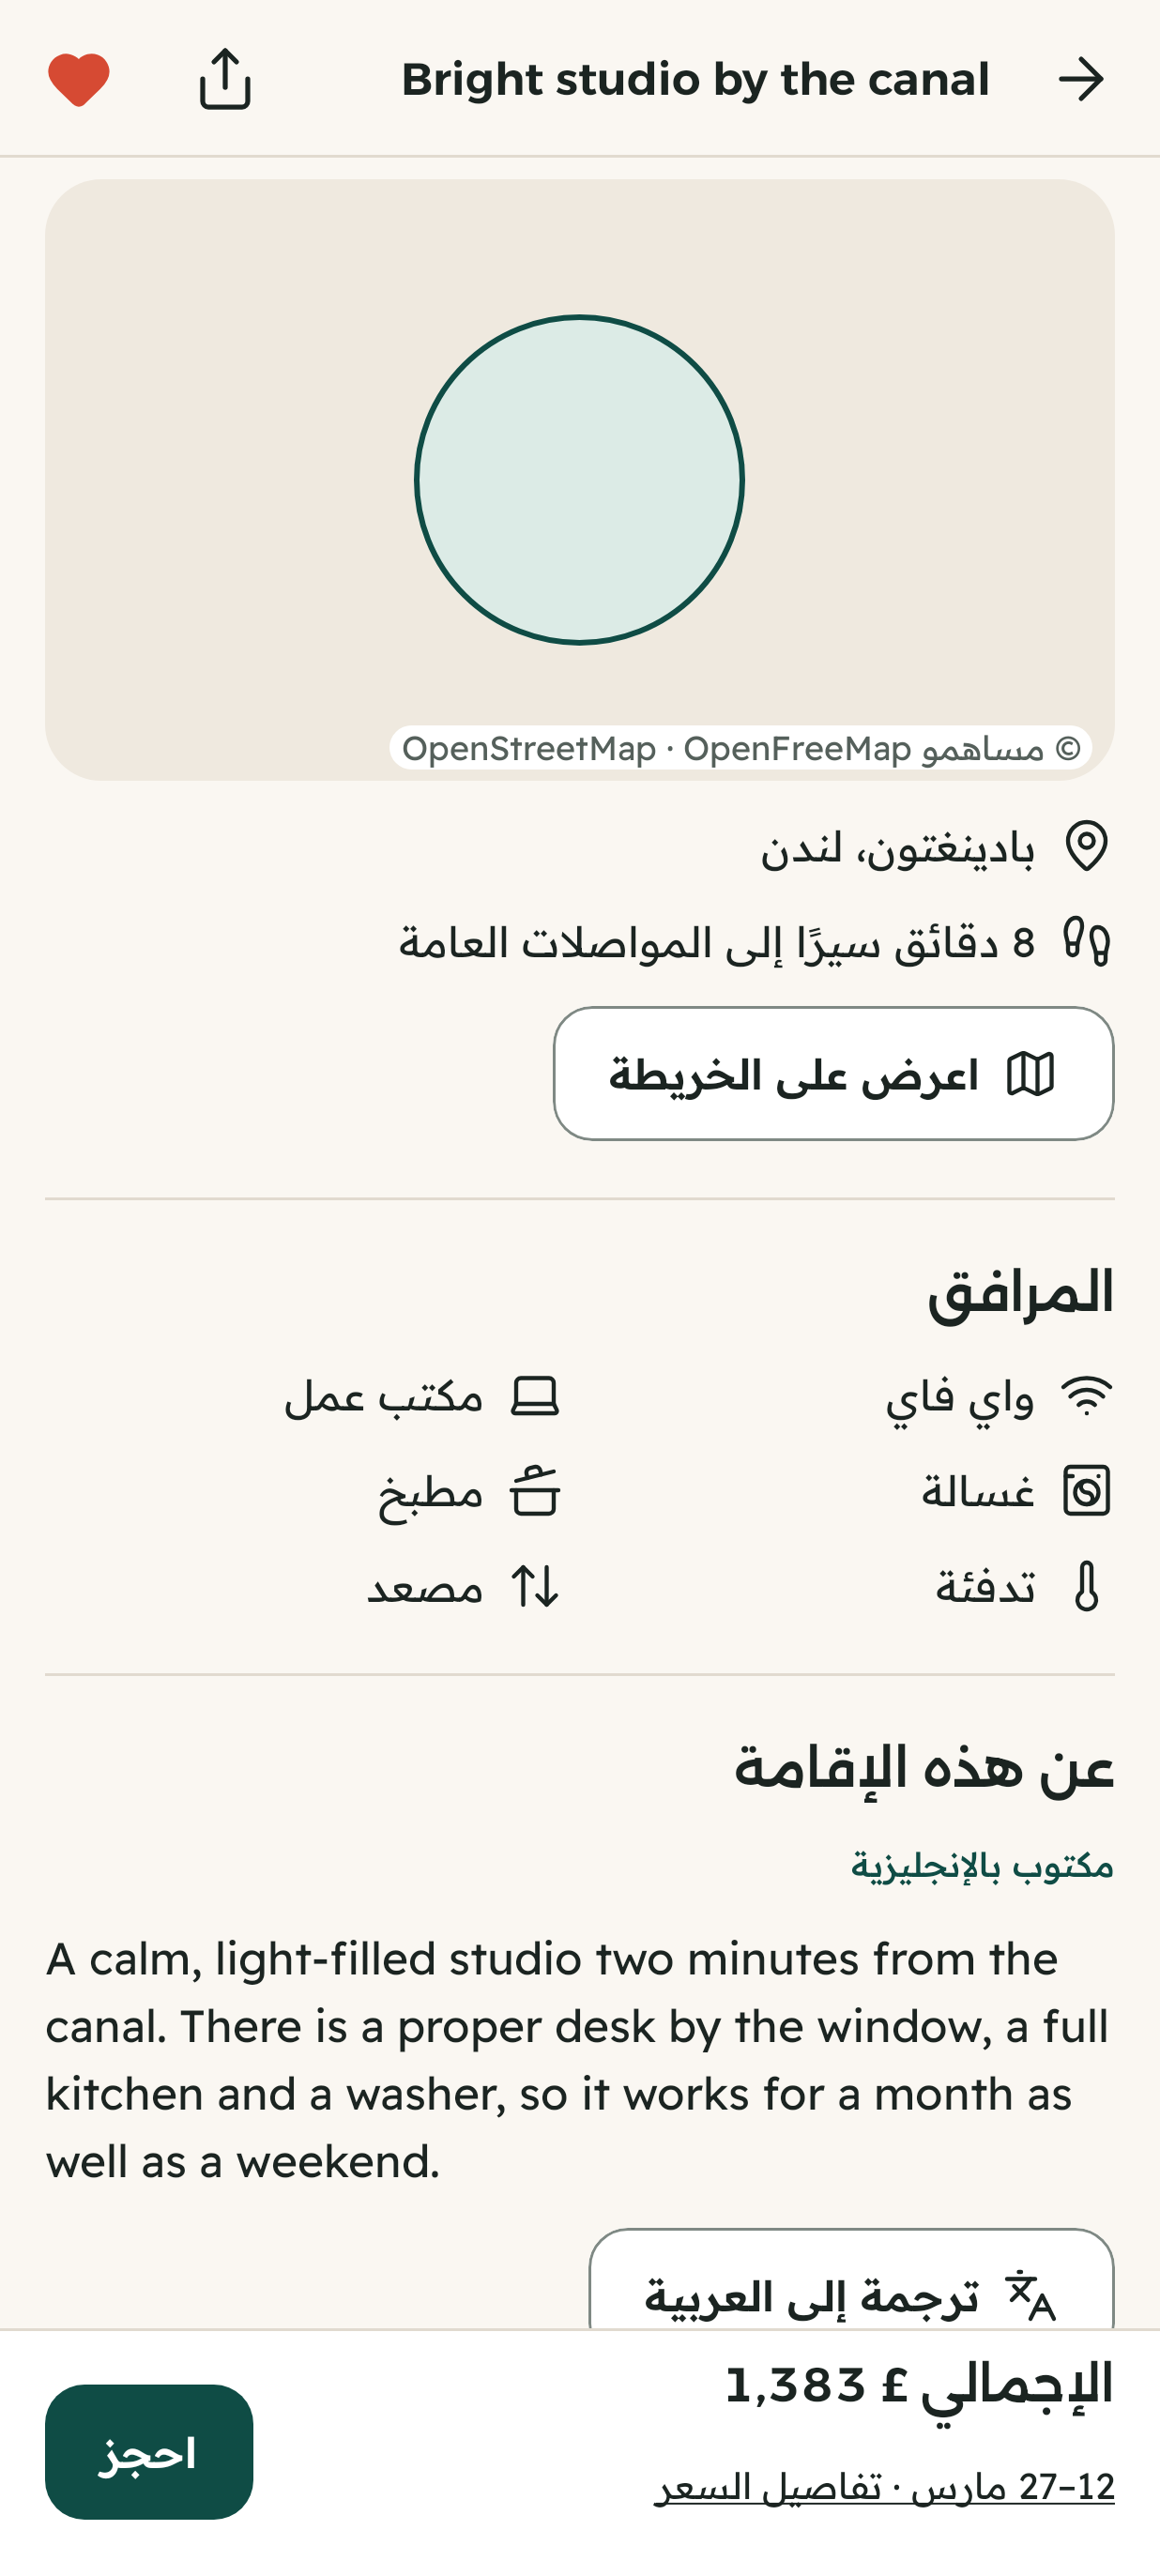 Bright studio by the canal
© مساهمو OpenStreetMap · OpenFreeMap
بادينغتون، لندن
8 دقائق سيرًا إلى المواصلات العامة
اعرض على الخريطة
المرافق
واي فاي
مكتب عمل
غسالة
مطبخ
تدفئة
مصعد
عن هذه الإقامة
مكتوب بالإنجليزية
A calm, light-filled studio two minutes from the
canal. There is a proper desk by the window, a full
kitchen and a washer, so it works for a month as
well as a weekend.
ترجمة إلى العربية
الإجمالي £ 1,383
12–27 مارس · تفاصيل السعر
احجز